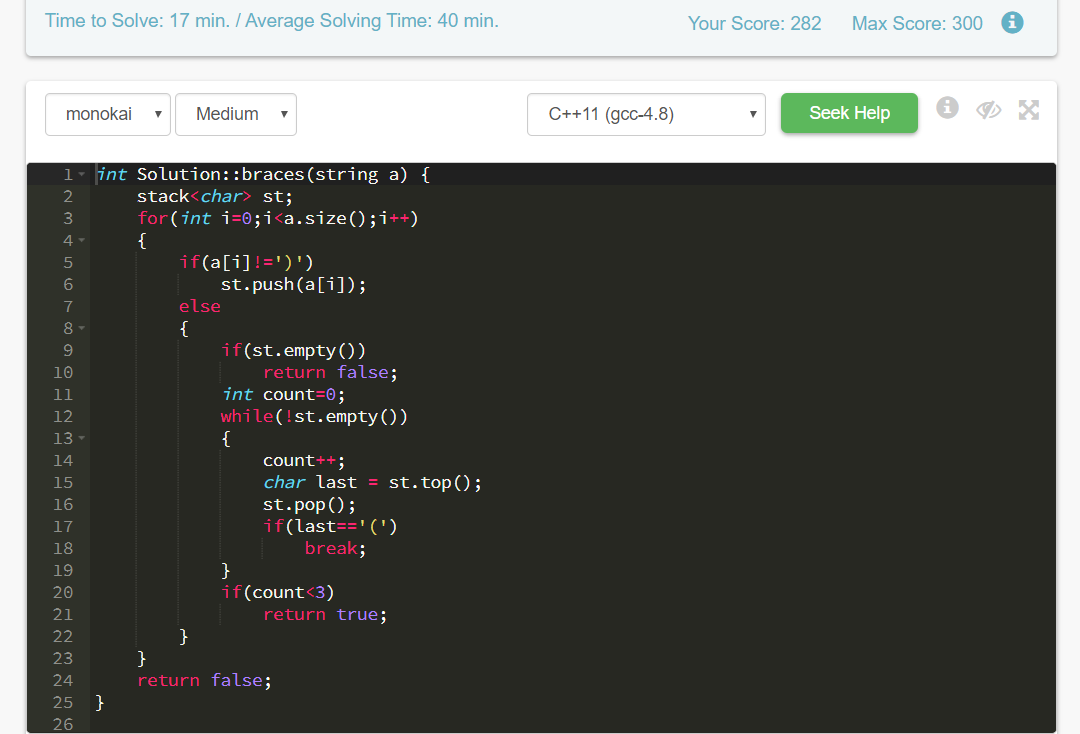 Time to Solve: 17 min. / Average Solving Time: 40 min. Your Score: 282 Max Score: 300
monokai Medium C++11 (gcc-4.8) Seek Help
1 int Solution::braces(string a) {
2 stack<char> st;
3 for(int i=0;i<a.size();i++)
4 {
5 if(a[i]!=')')
6 st.push(a[i]);
7 else
8 {
9 if(st.empty())
10 return false;
11 int count=0;
12 while(!st.empty())
13 {
14 count++;
15 char last = st.top();
16 st.pop();
17 if(last=='(')
18 break;
19 }
20 if(count<3)
21 return true;
22 }
23 }
24 return false;
25 }
26